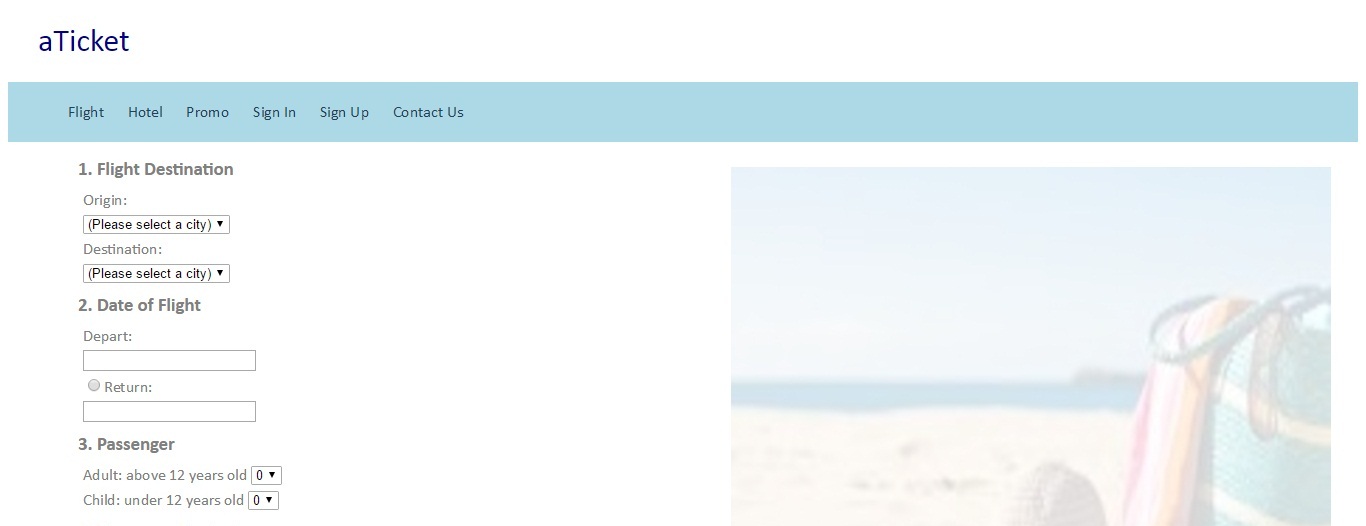 aTicket
Flight Hotel Promo Sign In Sign Up Contact Us
1. Flight Destination
Origin:
(Please select a city)
Destination:
(Please select a city)
2. Date of Flight
Depart:
Return:
3. Passenger
Adult: above 12 years old 0
Child: under 12 years old 0